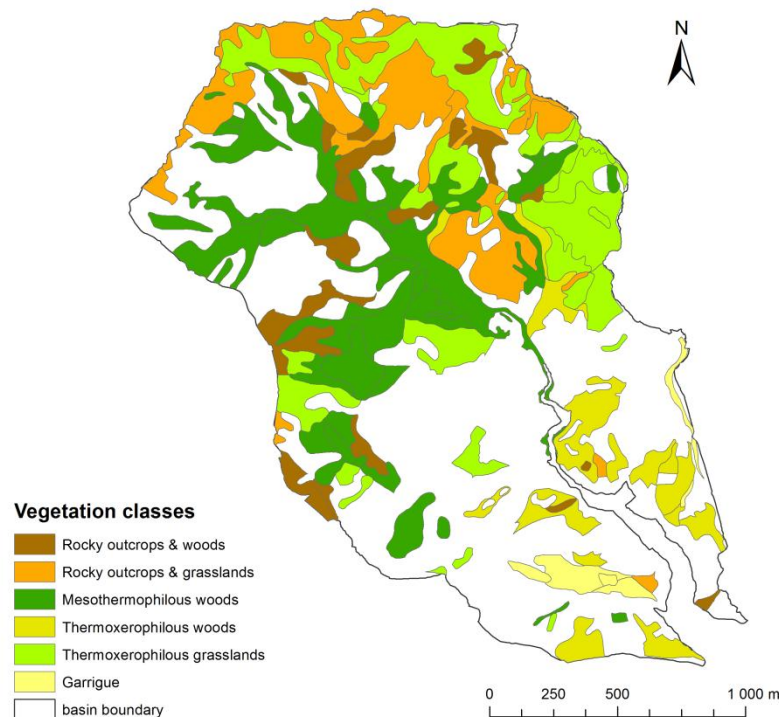 N
Vegetation classes
Rocky outcrops & woods
Rocky outcrops & grasslands
Mesothermophilous woods
Thermoxerophilous woods
Thermoxerophilous grasslands
Garrigue
basin boundary
0 250 500 1 000 m